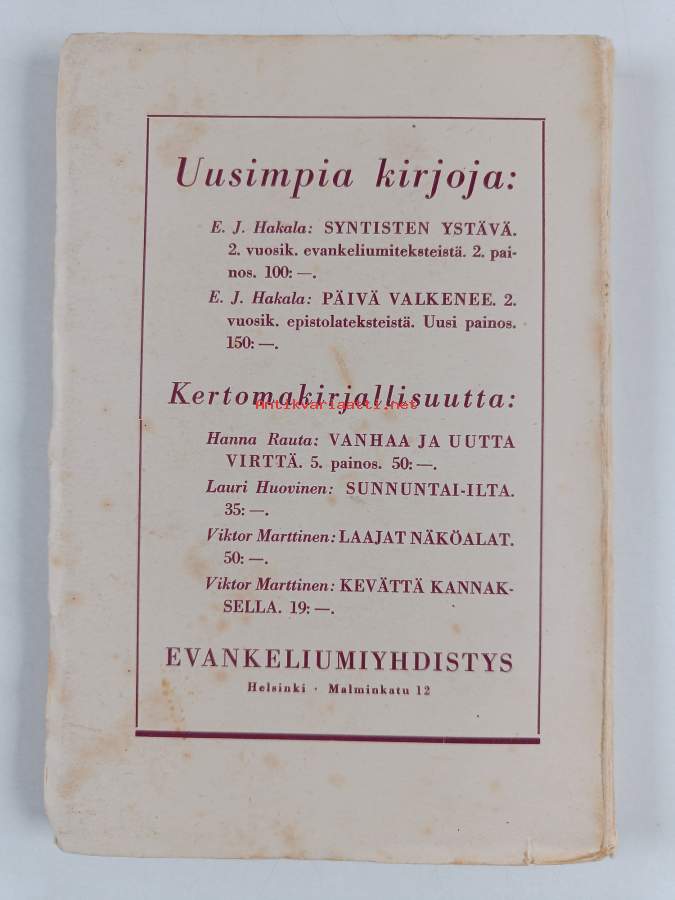 Uusimpia kirjoja:
E. J. Hakala: SYNTISTEN YSTÄVÄ.
2. vuosik. evankeliumiteksteistä. 2. pai-
nos. 100: —.
E. J. Hakala: PÄIVÄ VALKENEE. 2.
vuosik. epistolateksteistä. Uusi painos.
150: —.
Kertomakirjallisuutta:
Antikvariaatti.net
Hanna Rauta: VANHAA JA UUTTA
VIRTTÄ. 5. painos. 50: —.
Lauri Huovinen: SUNNUNTAI-ILTA.
35: —.
Viktor Marttinen: LAAJAT NÄKÖALAT.
50: —.
Viktor Marttinen: KEVÄTTÄ KANNAK-
SELLA. 19: —.
EVANKELIUMIYHDISTYS
Helsinki · Malminkatu 12